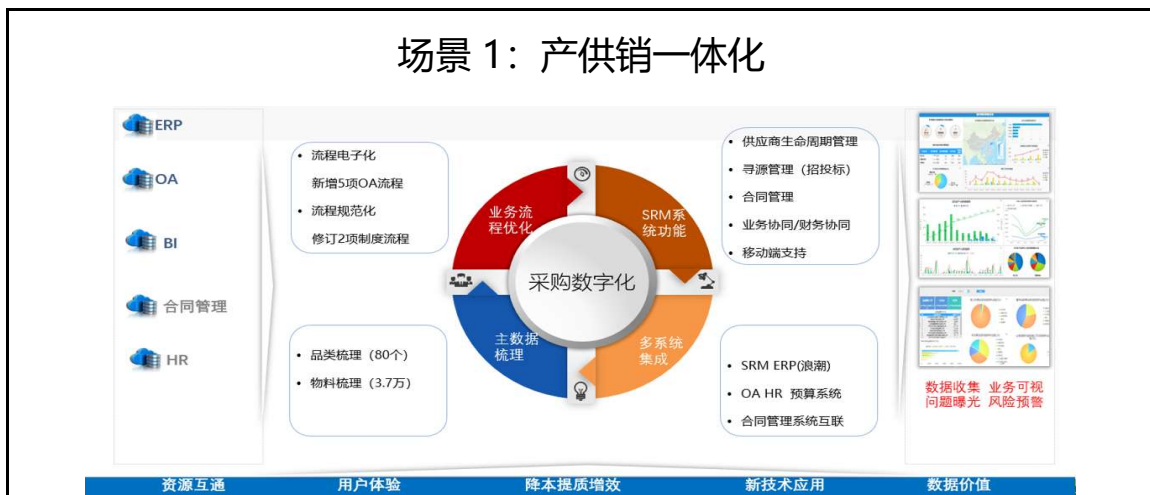 场景 1：产供销一体化
ERP
OA
BI
合同管理
HR
• 流程电子化
新增5项OA流程
• 流程规范化
修订2项制度流程
• 品类梳理（80个）
• 物料梳理（3.7万）
业务流
程优化
SRM系
统功能
采购数字化
主数据
梳理
多系统
集成
• 供应商生命周期管理
• 寻源管理（招投标）
• 合同管理
• 业务协同/财务协同
• 移动端支持
• SRM ERP(浪潮)
• OA HR 预算系统
• 合同管理系统互联
数据收集 业务可视
问题曝光 风险预警
资源互通 用户体验 降本提质增效 新技术应用 数据价值